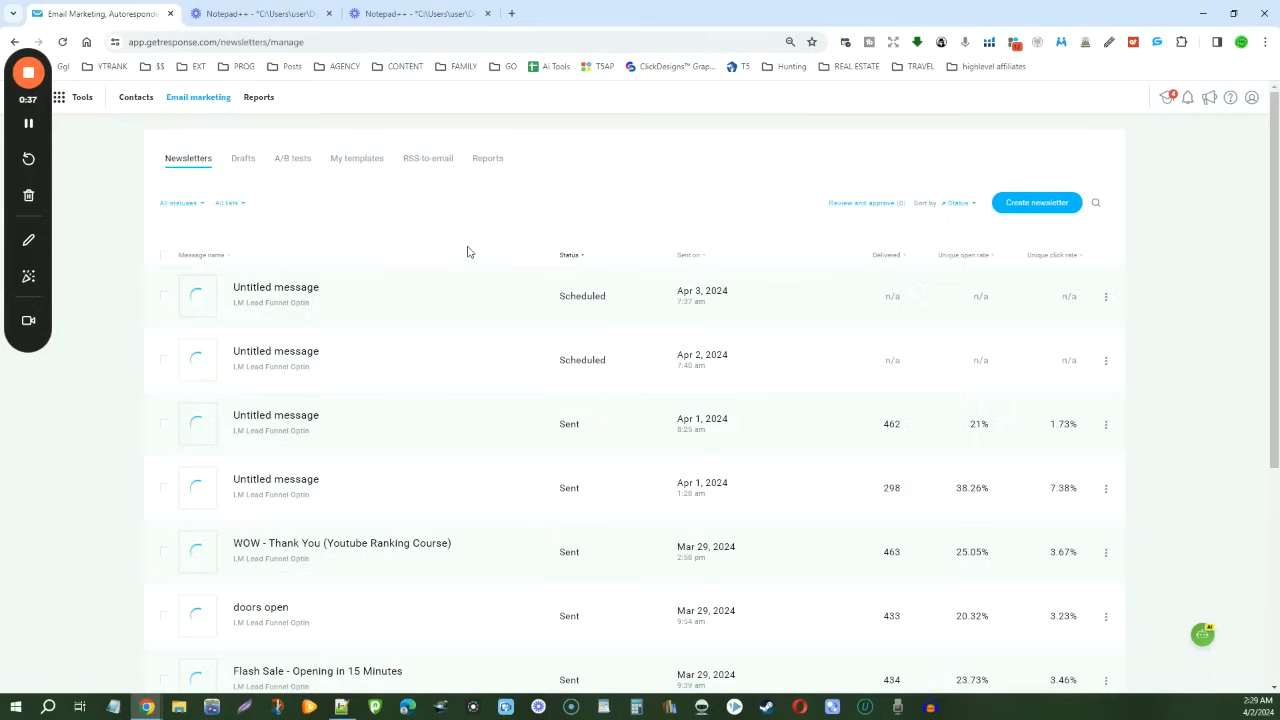 Email Marketing, Autoresponde
Notepad++ - "C:\Users\user\D
Notepad++ - "C:\Users\user\D
app.getresponse.com/newsletters/manage
Ggl
YTRANK
$$
EXT
PROG
Posts
AGENCY
CONTENT
FAMILY
GO
Ai Tools
T5AP
ClickDesigns™ Grap...
T5
Hunting
REAL ESTATE
TRAVEL
highlevel affiliates
0:37
Tools
Contacts
Email marketing
Reports
4
Newsletters
Drafts
A/B tests
My templates
RSS-to-email
Reports
All statuses
All lists
Review and approve (0)
Sort by
Status
Create newsletter
Message name
Status
Sent on
Delivered
Unique open rate
Unique click rate
Untitled message
LM Lead Funnel Optin
Scheduled
Apr 3, 2024
7:37 am
n/a
n/a
n/a
Untitled message
LM Lead Funnel Optin
Scheduled
Apr 2, 2024
7:40 am
n/a
n/a
n/a
Untitled message
LM Lead Funnel Optin
Sent
Apr 1, 2024
8:25 am
462
21%
1.73%
Untitled message
LM Lead Funnel Optin
Sent
Apr 1, 2024
1:28 am
298
38.26%
7.38%
WOW - Thank You (Youtube Ranking Course)
LM Lead Funnel Optin
Sent
Mar 29, 2024
2:58 pm
463
25.05%
3.67%
doors open
LM Lead Funnel Optin
Sent
Mar 29, 2024
9:54 am
433
20.32%
3.23%
Flash Sale - Opening in 15 Minutes
LM Lead Funnel Optin
Sent
Mar 29, 2024
9:39 am
434
23.73%
3.46%
AI
2:29 AM
4/2/2024